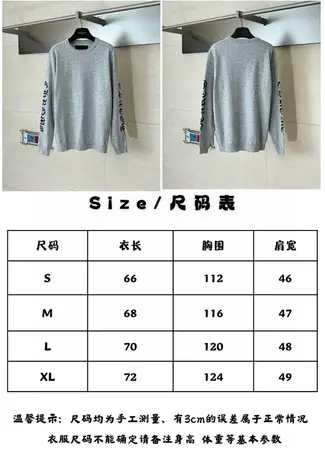 Size/尺码表
尺码 衣长 胸围 肩宽
S 66 112 46
M 68 116 47
L 70 120 48
XL 72 124 49
温馨提示：尺码均为手工测量、有3cm的误差属于正常情况
衣服尺码不能确定请备注身高 体重等基本参数